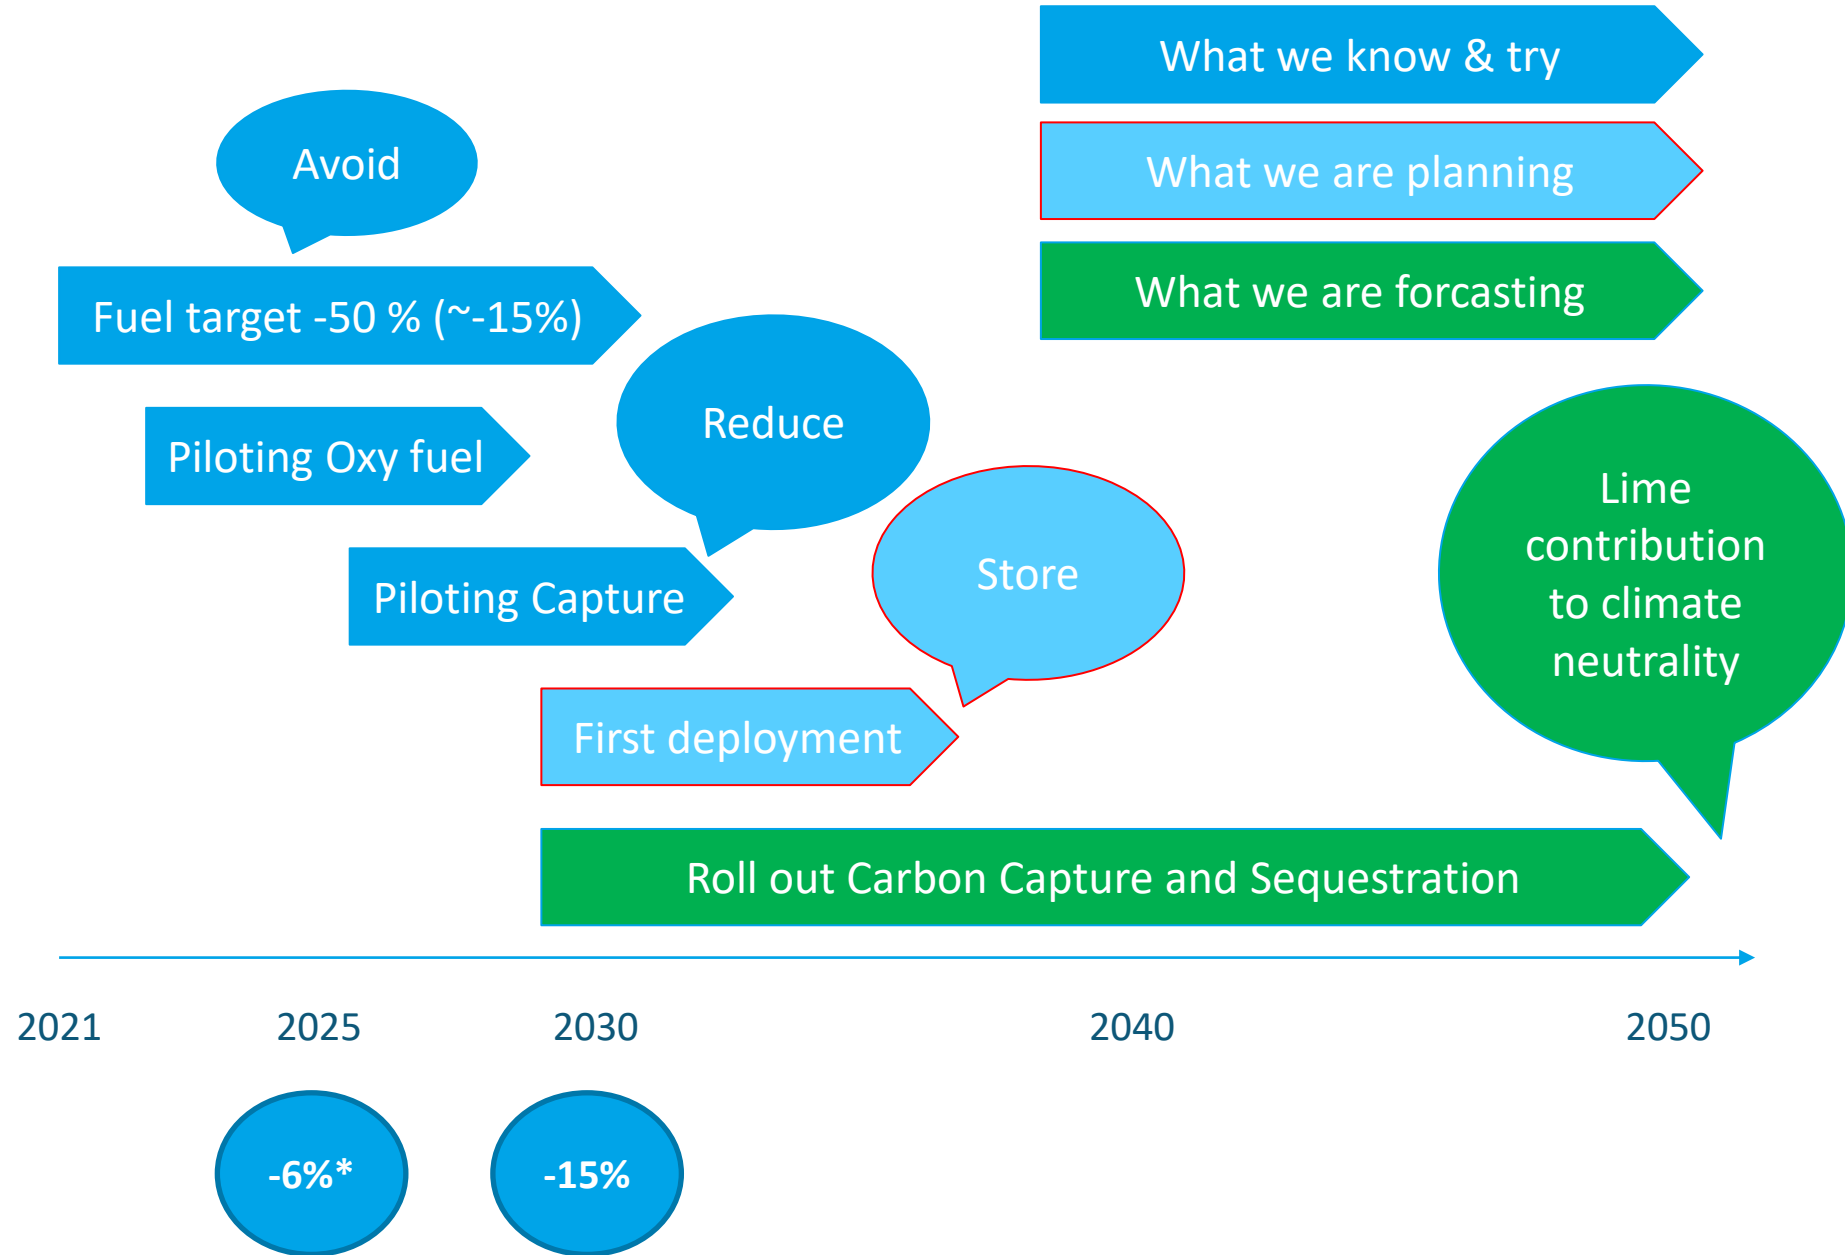 What we know & try
Avoid
What we are planning
What we are forcasting
Fuel target -50 % (~-15%)
Reduce
Piloting Oxy fuel
Lime
contribution
to climate
neutrality
Store
Piloting Capture
First deployment
Roll out Carbon Capture and Sequestration
2021 2025 2030 2040 2050
-6%* -15%